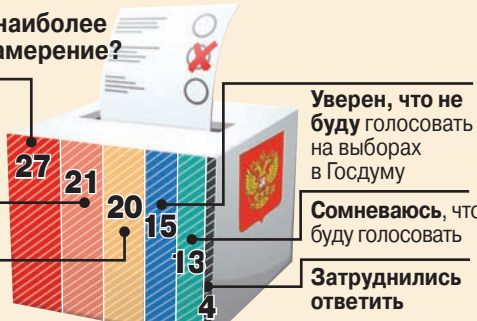 наиболее
амерение?
27
21
20
15
13
4
Уверен, что не
буду голосовать
на выборах
в Госдуму
Сомневаюсь, что
буду голосовать
Затруднились
ответить